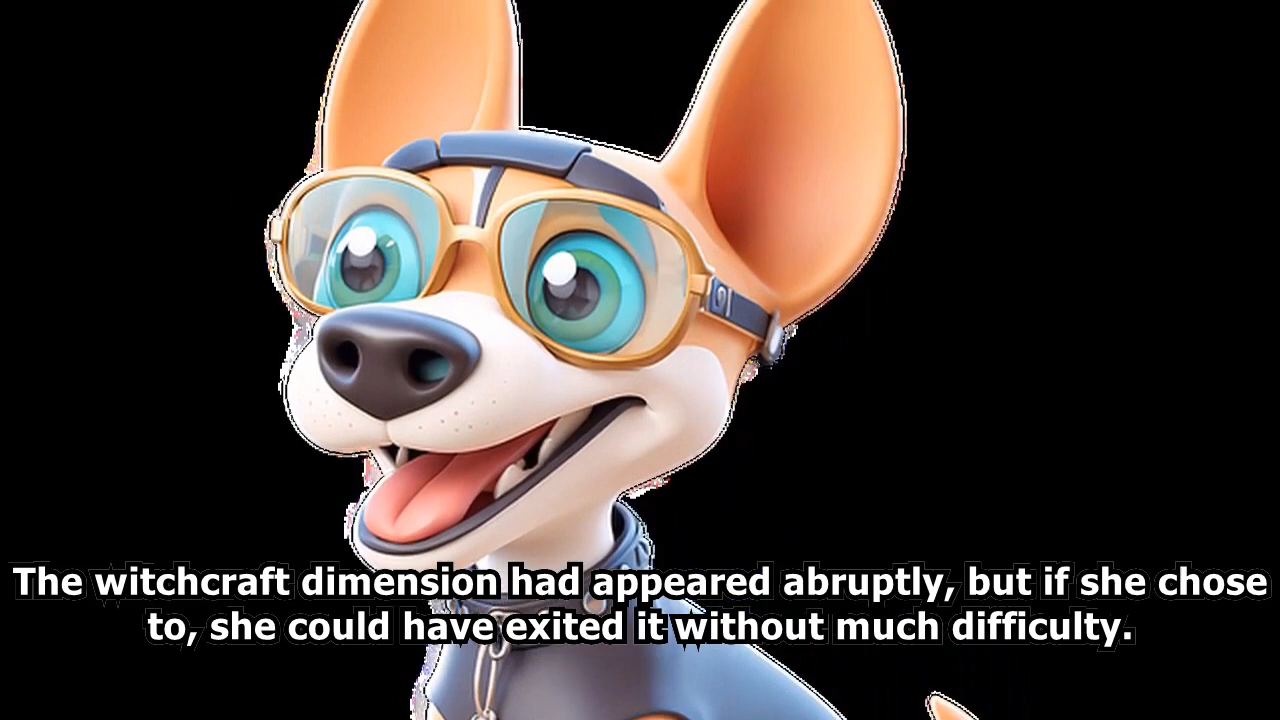 The witchcraft dimension had appeared abruptly, but if she chose
to, she could have exited it without much difficulty.